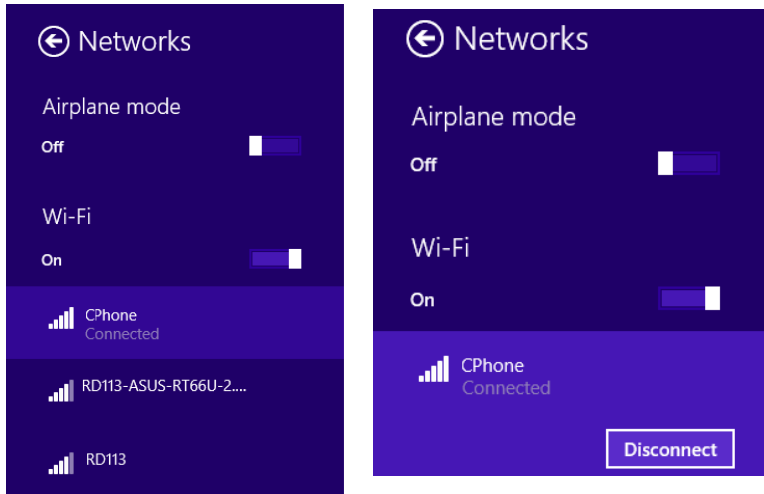 Networks
Airplane mode
Off
Wi-Fi
On
CPhone
Connected
RD113-ASUS-RT66U-2....
RD113
Networks
Airplane mode
Off
Wi-Fi
On
CPhone
Connected
Disconnect